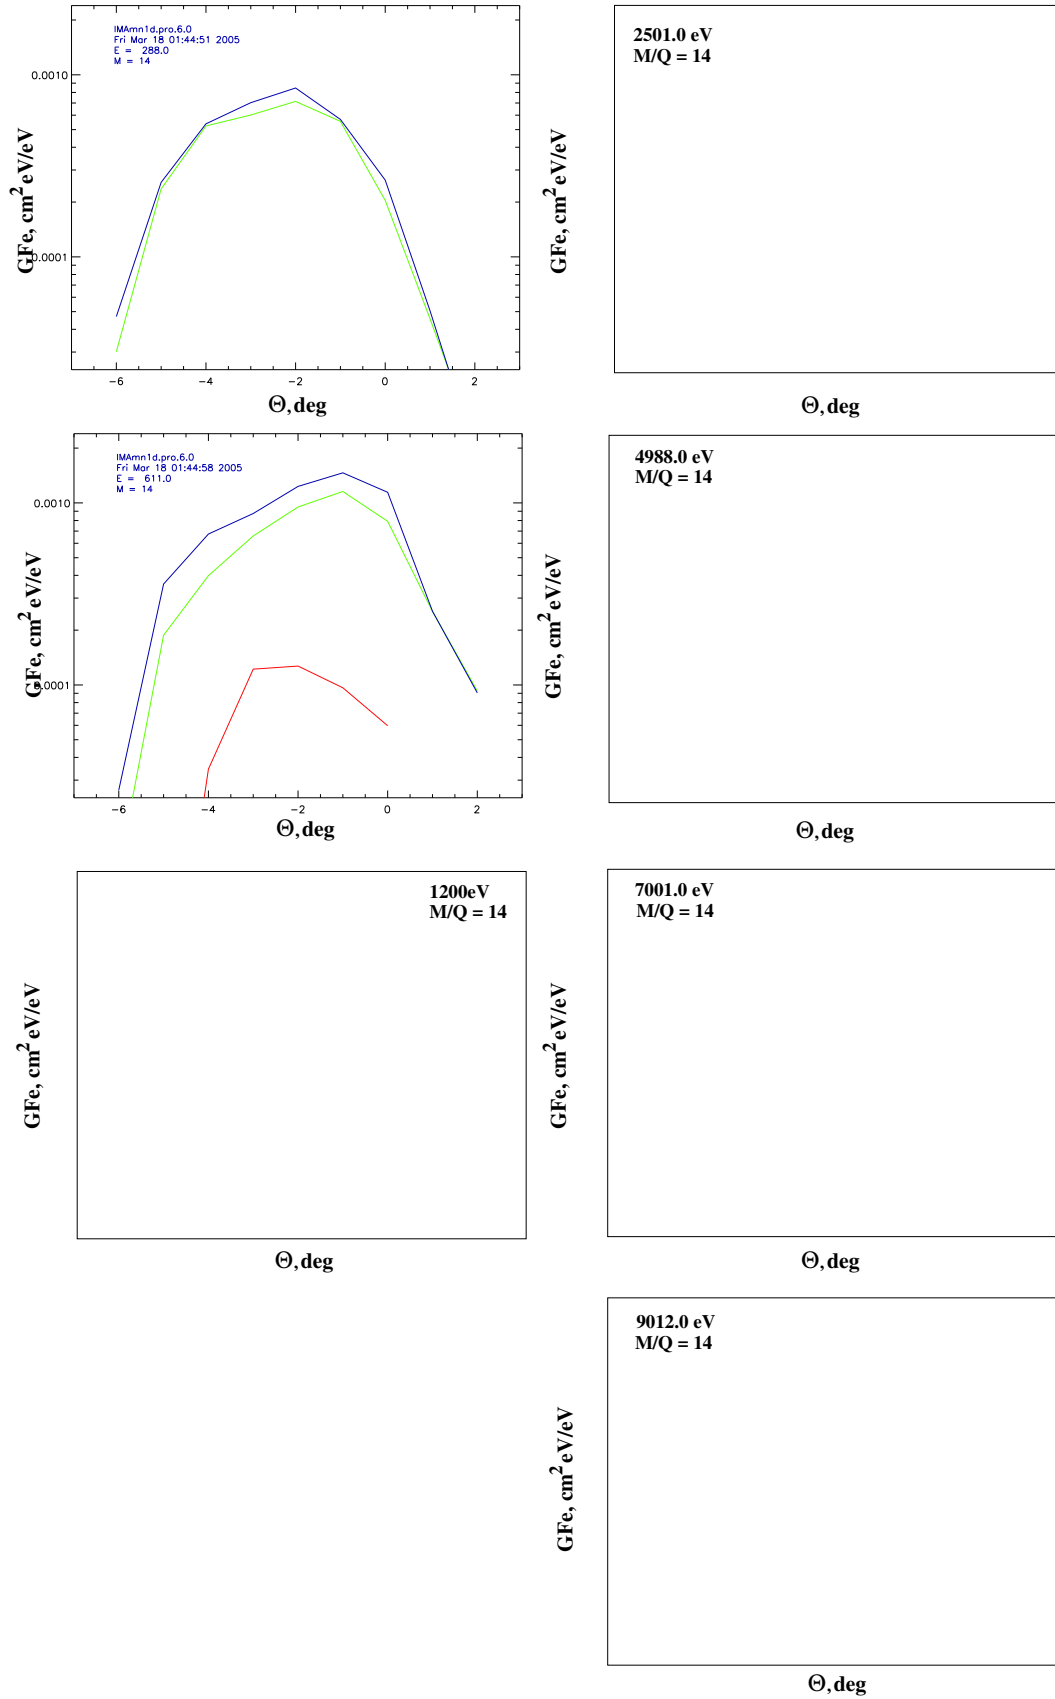 IMAmn1d.pro.6.0
Fri Mar 18 01:44:51 2005
E = 288.0
M = 14
0.0010
0.0001
GFe, cm2 eV/eV
-6 -4 -2 0 2
Θ, deg
2501.0 eV
M/Q = 14
GFe, cm2 eV/eV
Θ, deg
IMAmn1d.pro.6.0
Fri Mar 18 01:44:58 2005
E = 611.0
M = 14
0.0010
0.0001
GFe, cm2 eV/eV
-6 -4 -2 0 2
Θ, deg
4988.0 eV
M/Q = 14
GFe, cm2 eV/eV
Θ, deg
1200eV
M/Q = 14
GFe, cm2 eV/eV
Θ, deg
7001.0 eV
M/Q = 14
GFe, cm2 eV/eV
Θ, deg
9012.0 eV
M/Q = 14
GFe, cm2 eV/eV
Θ, deg